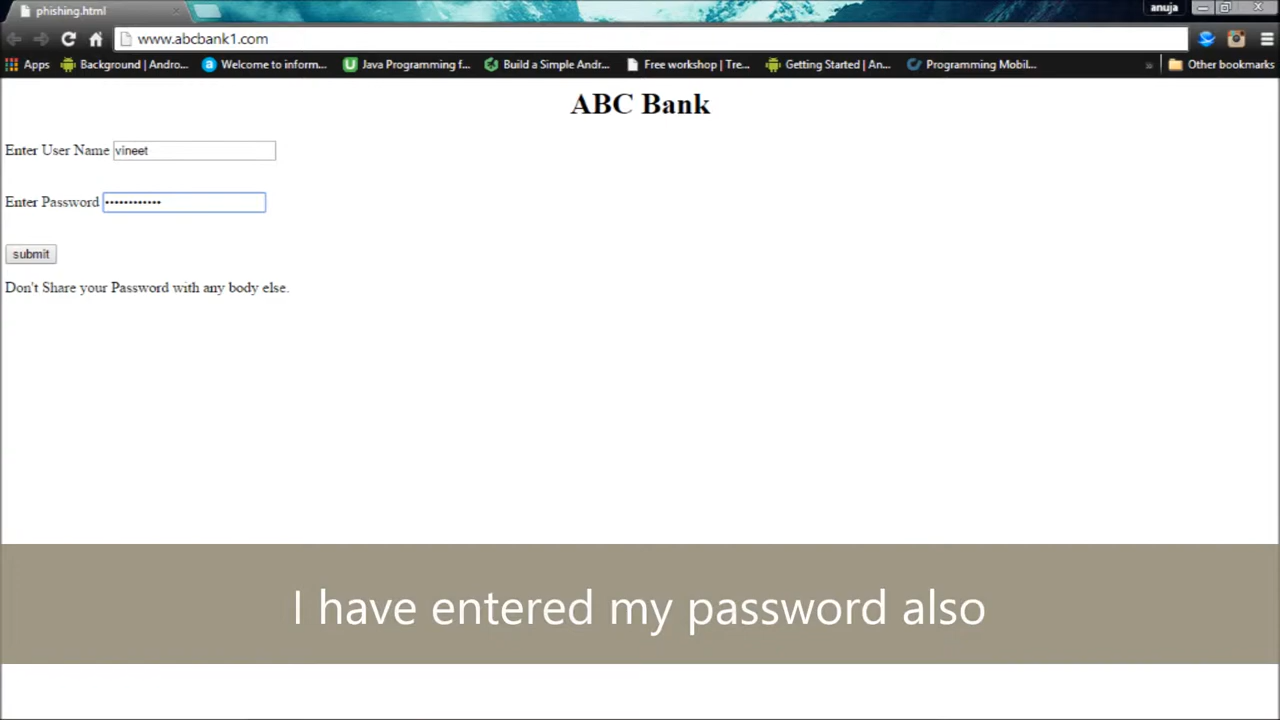 phishing.html
anuja
www.abcbank1.com
Apps Background | Andro... Welcome to inform... Java Programming f... Build a Simple Andr... Free workshop | Tre... Getting Started | An... Programming Mobil... » Other bookmarks
ABC Bank
Enter User Name vineet
Enter Password ••••••••••••
submit
Don't Share your Password with any body else.
I have entered my password also